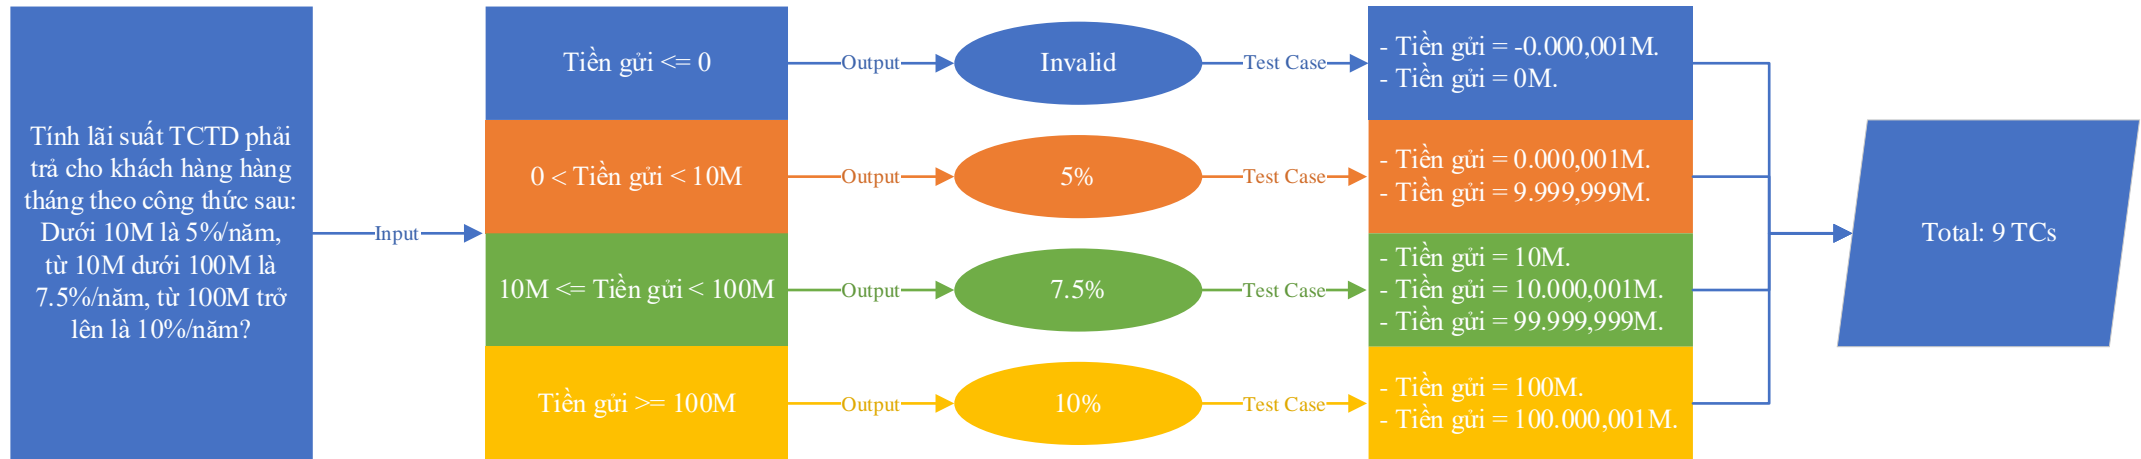 Tính lãi suất TCTD phải
trả cho khách hàng hàng
tháng theo công thức sau:
Dưới 10M là 5%/năm,
từ 10M dưới 100M là
7.5%/năm, từ 100M trở
lên là 10%/năm?
Input
Tiền gửi <= 0
Output
Invalid
Test Case
- Tiền gửi = -0.000,001M.
- Tiền gửi = 0M.
0 < Tiền gửi < 10M
Output
5%
Test Case
- Tiền gửi = 0.000,001M.
- Tiền gửi = 9.999,999M.
10M <= Tiền gửi < 100M
Output
7.5%
Test Case
- Tiền gửi = 10M.
- Tiền gửi = 10.000,001M.
- Tiền gửi = 99.999,999M.
Tiền gửi >= 100M
Output
10%
Test Case
- Tiền gửi = 100M.
- Tiền gửi = 100.000,001M.
Total: 9 TCs